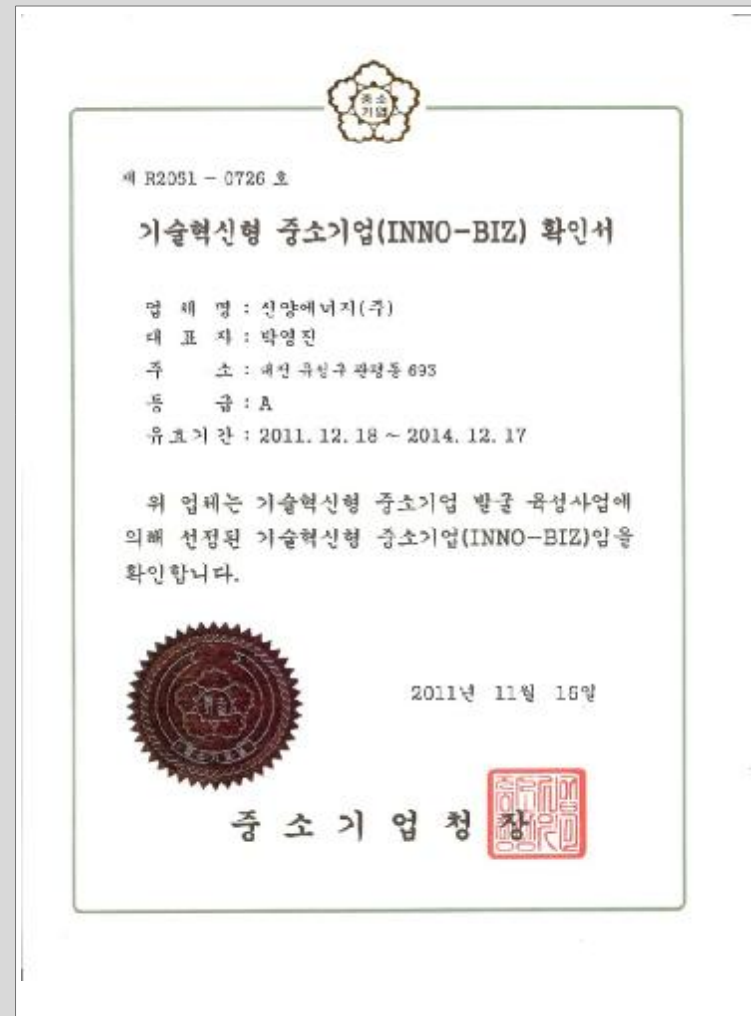 중소
기업
제 R2051 - 0726 호
기술혁신형 중소기업(INNO-BIZ) 확인서
업 체 명 : 신양에너지(주)
대 표 자 : 박영진
주 소 : 대전 유성구 관평동 693
등 급 : A
유효기간 : 2011. 12. 18 ~ 2014. 12. 17
위 업체는 기술혁신형 중소기업 발굴 육성사업에
의해 선정된 기술혁신형 중소기업(INNO-BIZ)임을
확인합니다.
2011년 11월 일
중 소 기 업 청 장